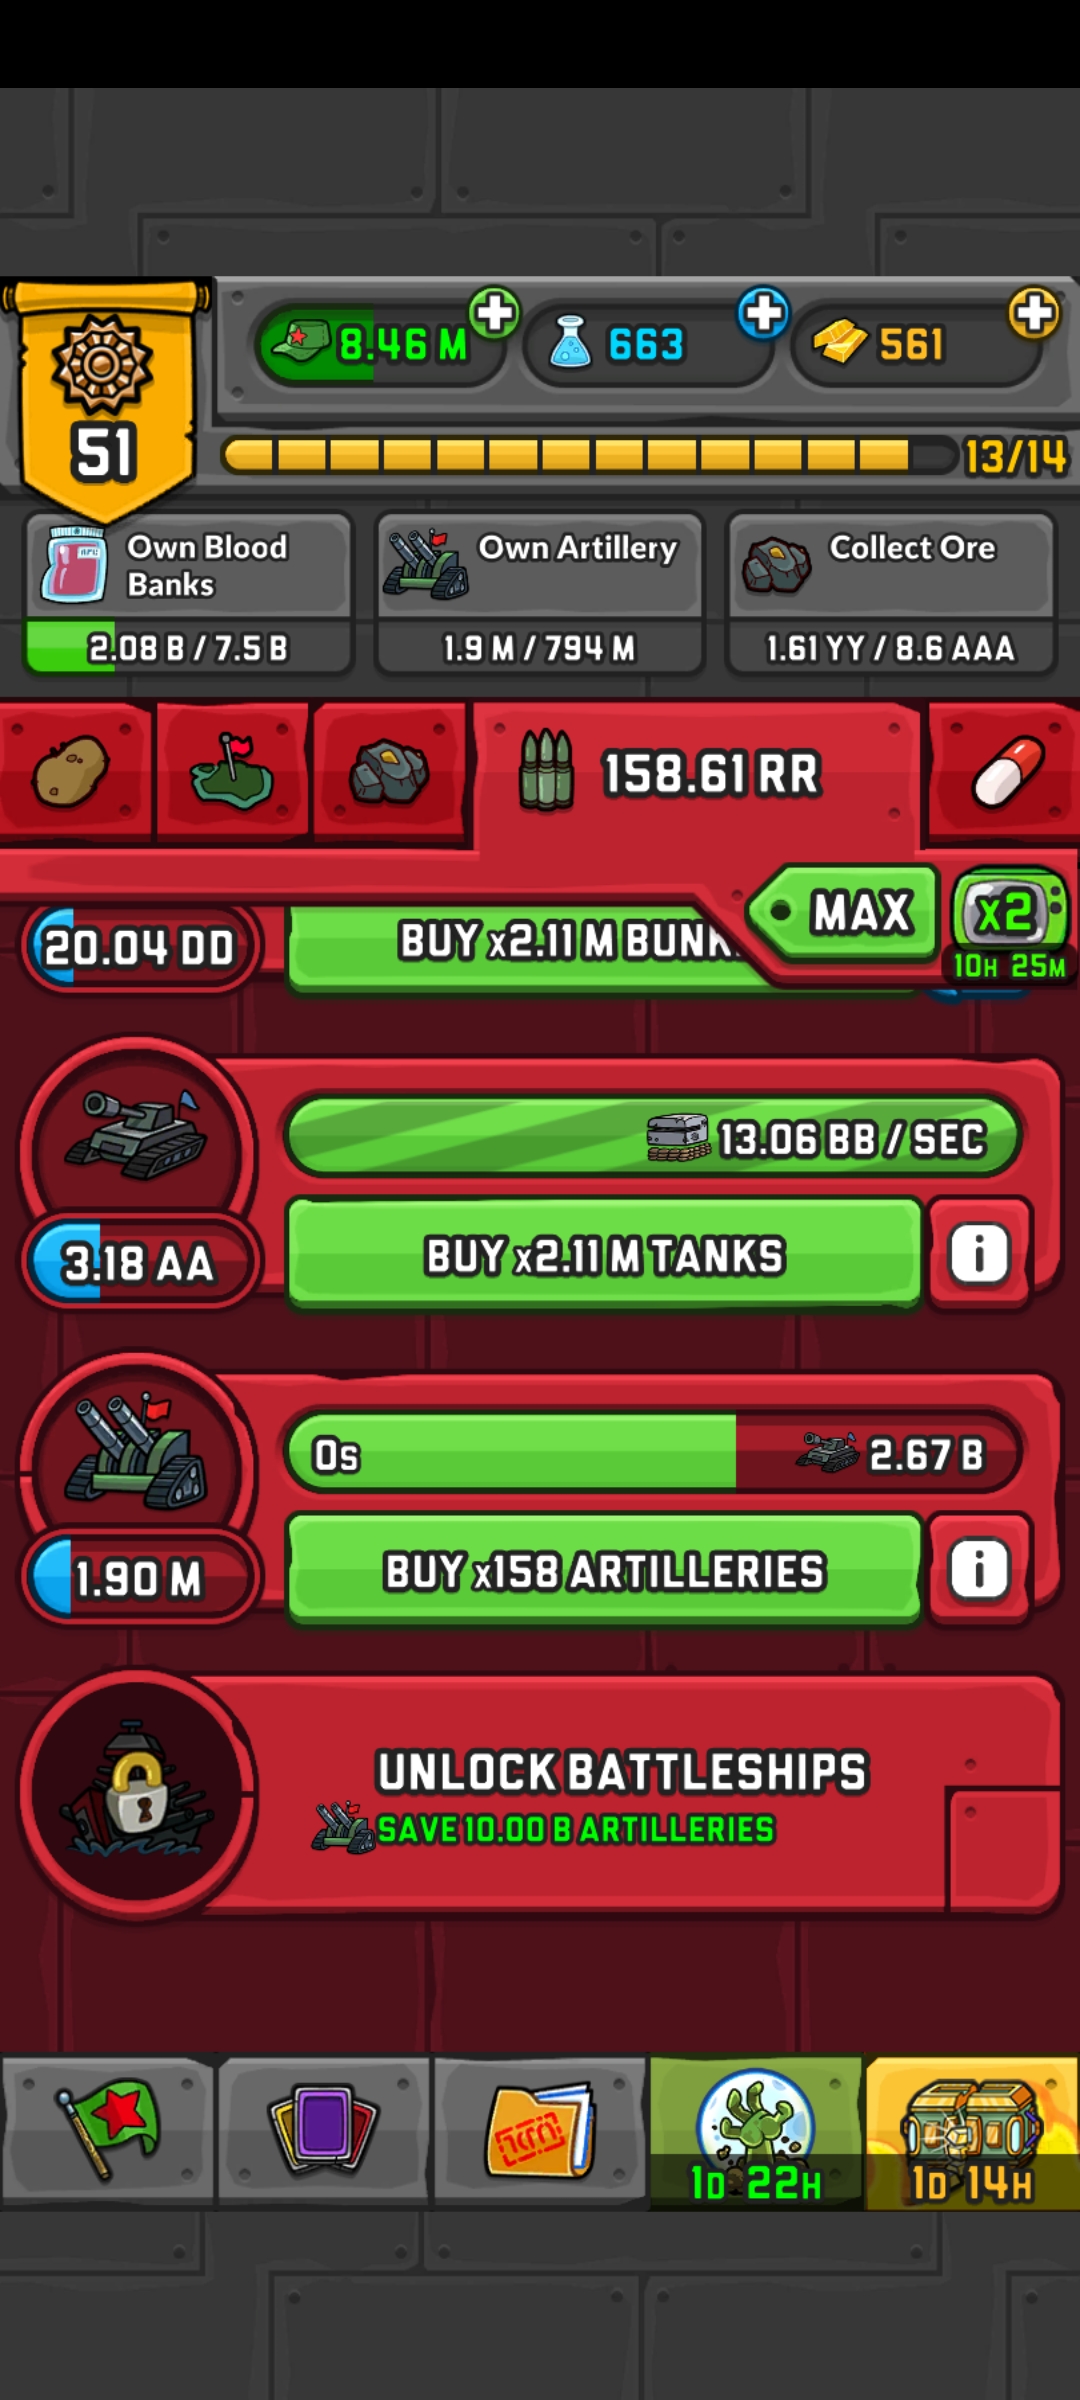 8.46 M
663
561
51
13/14
Own Blood
Banks
Own Artillery
Collect Ore
2.08 B / 7.5 B
1.9 M / 794 M
1.61 YY / 8.6 AAA
158.61 RR
MAX
x2
10H 25M
20.04 DD
BUY x2.11 M
13.06 BB / SEC
3.18 AA
BUY x2.11 M TANKS
i
0s
2.67 B
1.90 M
BUY x158 ARTILLERIES
i
UNLOCK BATTLESHIPS
SAVE 10.00 B ARTILLERIES
1D 22H
1D 14H